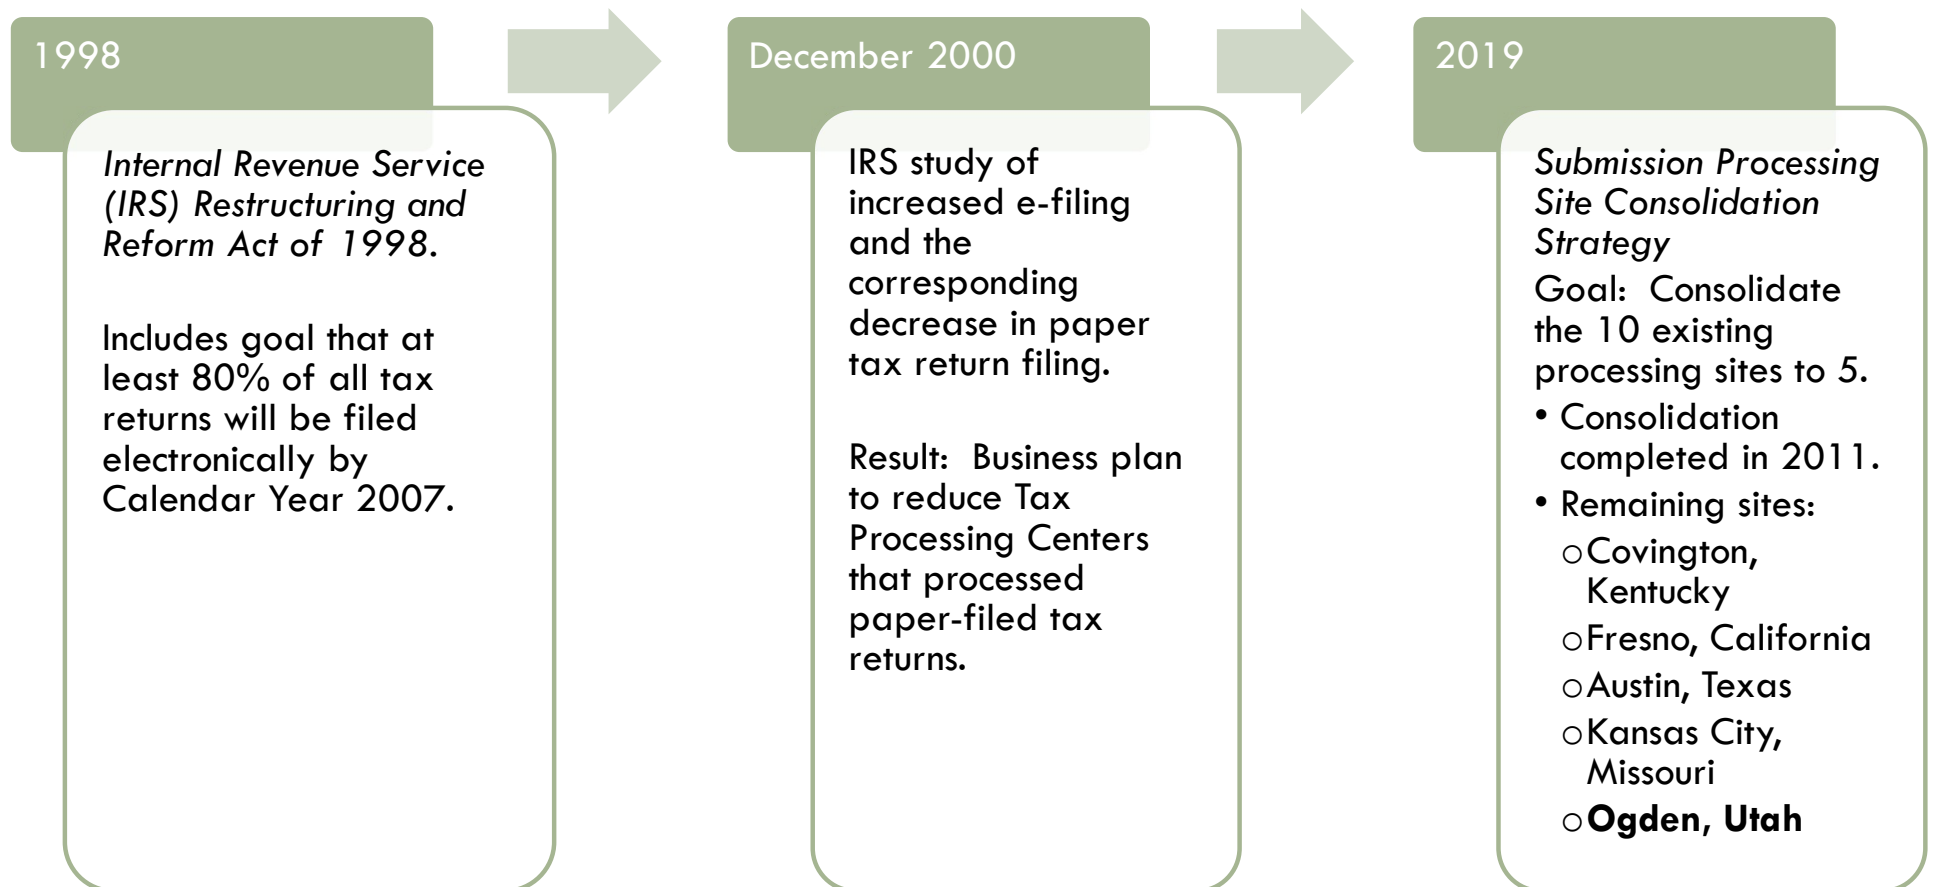 1998
Internal Revenue Service
(IRS) Restructuring and
Reform Act of 1998.
Includes goal that at
least 80% of all tax
returns will be filed
electronically by
Calendar Year 2007.
December 2000
IRS study of
increased e-filing
and the
corresponding
decrease in paper
tax return filing.
Result:  Business plan
to reduce Tax
Processing Centers
that processed
paper-filed tax
returns.
2019
Submission Processing
Site Consolidation
Strategy
Goal:  Consolidate
the 10 existing
processing sites to 5.
• Consolidation
completed in 2011.
• Remaining sites:
○Covington,
Kentucky
○Fresno, California
○Austin, Texas
○Kansas City,
Missouri
○Ogden, Utah